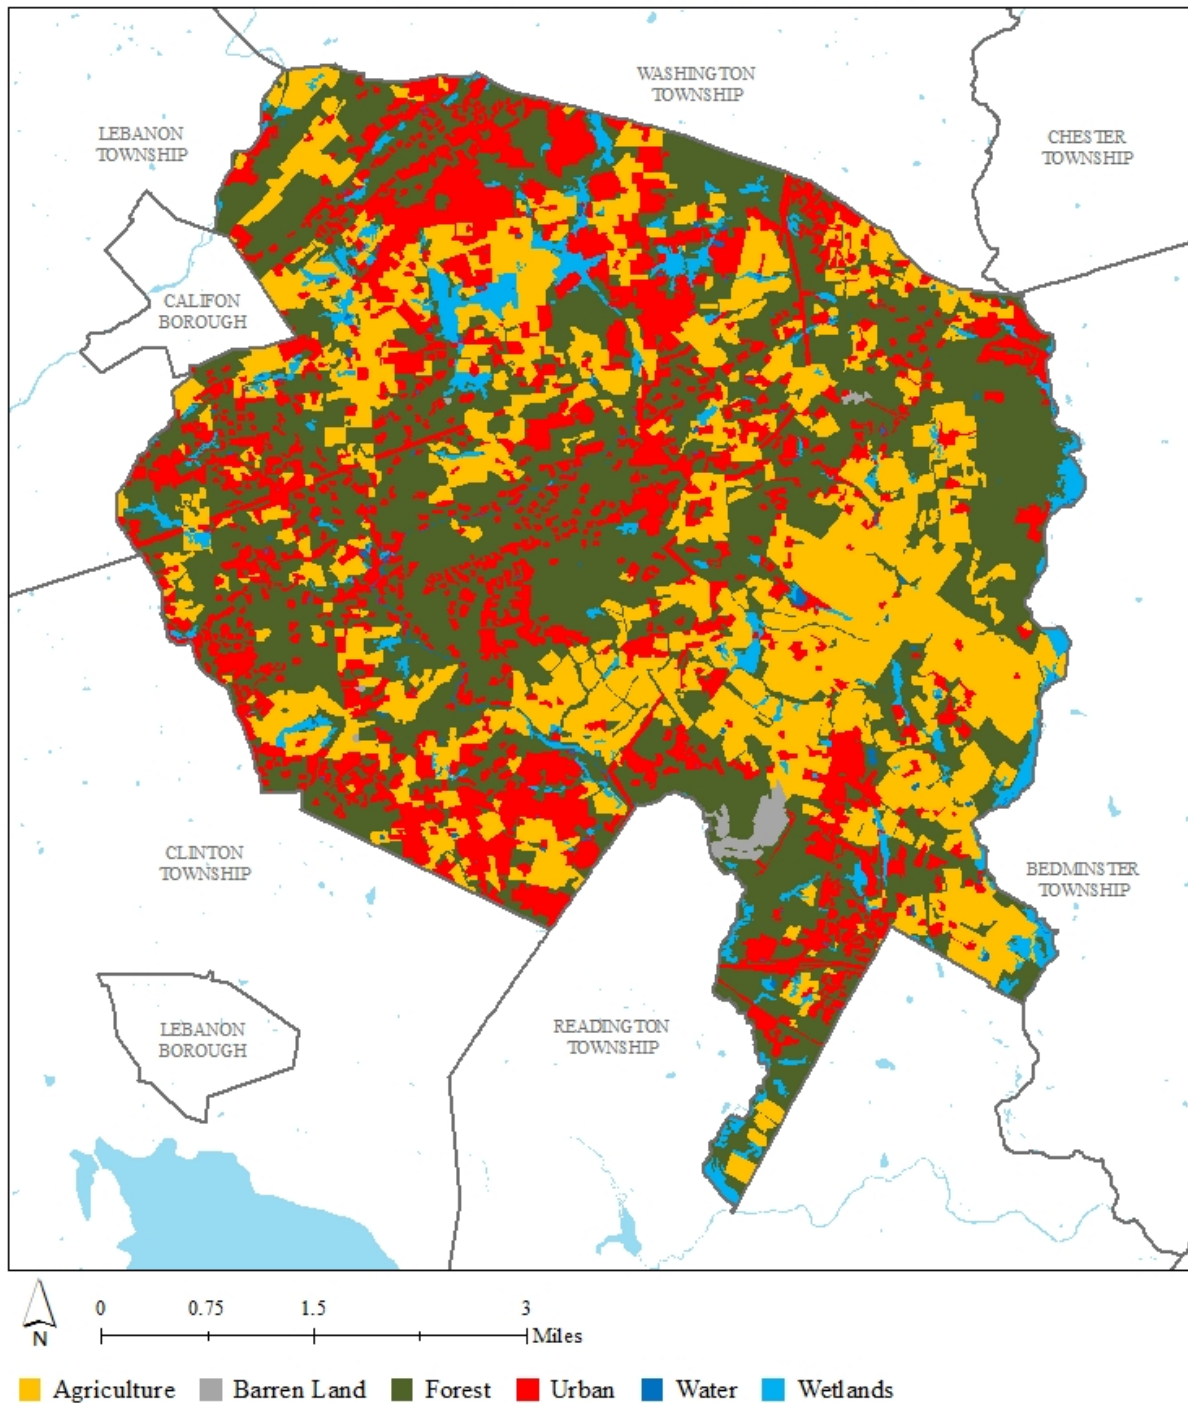 WASHINGTON
TOWNSHIP
LEBANON
TOWNSHIP
CHESTER
TOWNSHIP
CALIFON
BOROUGH
CLINTON
TOWNSHIP
BEDMINSTER
TOWNSHIP
LEBANON
BOROUGH
READINGTON
TOWNSHIP
N
0 0.75 1.5 3
Miles
Agriculture Barren Land Forest Urban Water Wetlands